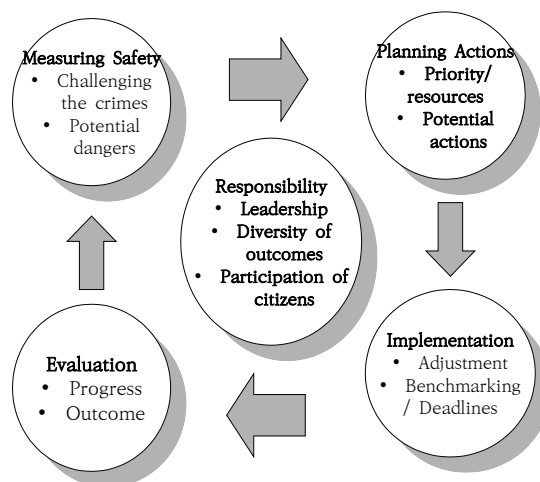 Measuring Safety
• Challenging
the crimes
• Potential
dangers
Planning Actions
• Priority/
resources
• Potential
actions
Responsibility
• Leadership
• Diversity of
outcomes
• Participation of
citizens
Evaluation
• Progress
• Outcome
Implementation
• Adjustment
• Benchmarking
/ Deadlines